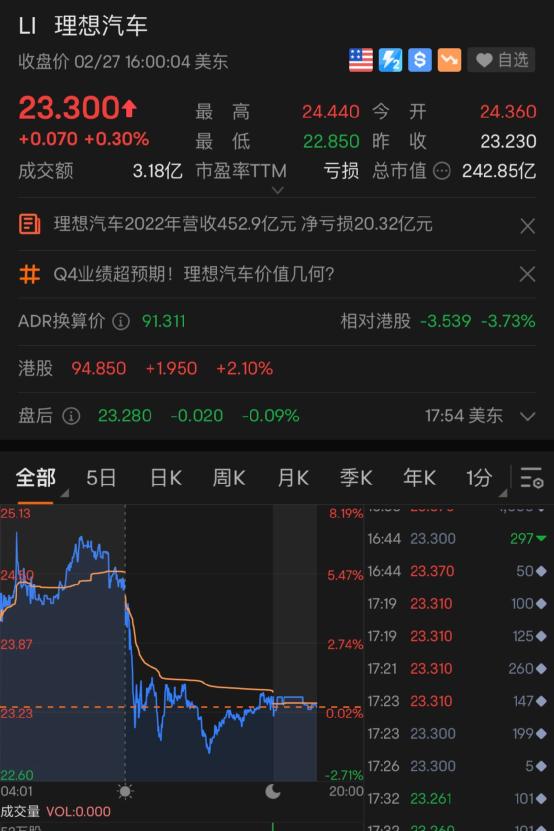 LI 理想汽车
收盘价 02/27 16:00:04 美东
自选
23.300
最 高 24.440 今 开 24.360
+0.070 +0.30% 最 低 22.850 昨 收 23.230
成交额 3.18亿 市盈率TTM 亏损 总市值 242.85亿
理想汽车2022年营收452.9亿元 净亏损20.32亿元
Q4业绩超预期！理想汽车价值几何?
ADR换算价 91.311 相对港股 -3.539 -3.73%
港股 94.850 +1.950 +2.10%
盘后 23.280 -0.020 -0.09% 17:54 美东
全部 5日 日K 周K 月K 季K 年K 1分
25.13 8.19%
16:44 23.300 297
24.50 5.47% 16:44 23.370 50
17:19 23.310 100
17:19 23.310 125
23.87 2.74%
17:21 23.310 260
17:23 23.310 147
23.23 0.02%
17:23 23.300 199
17:26 23.300 5
22.60 -2.71%
04:01 20:00
17:32 23.261 101
成交量 VOL:0.000